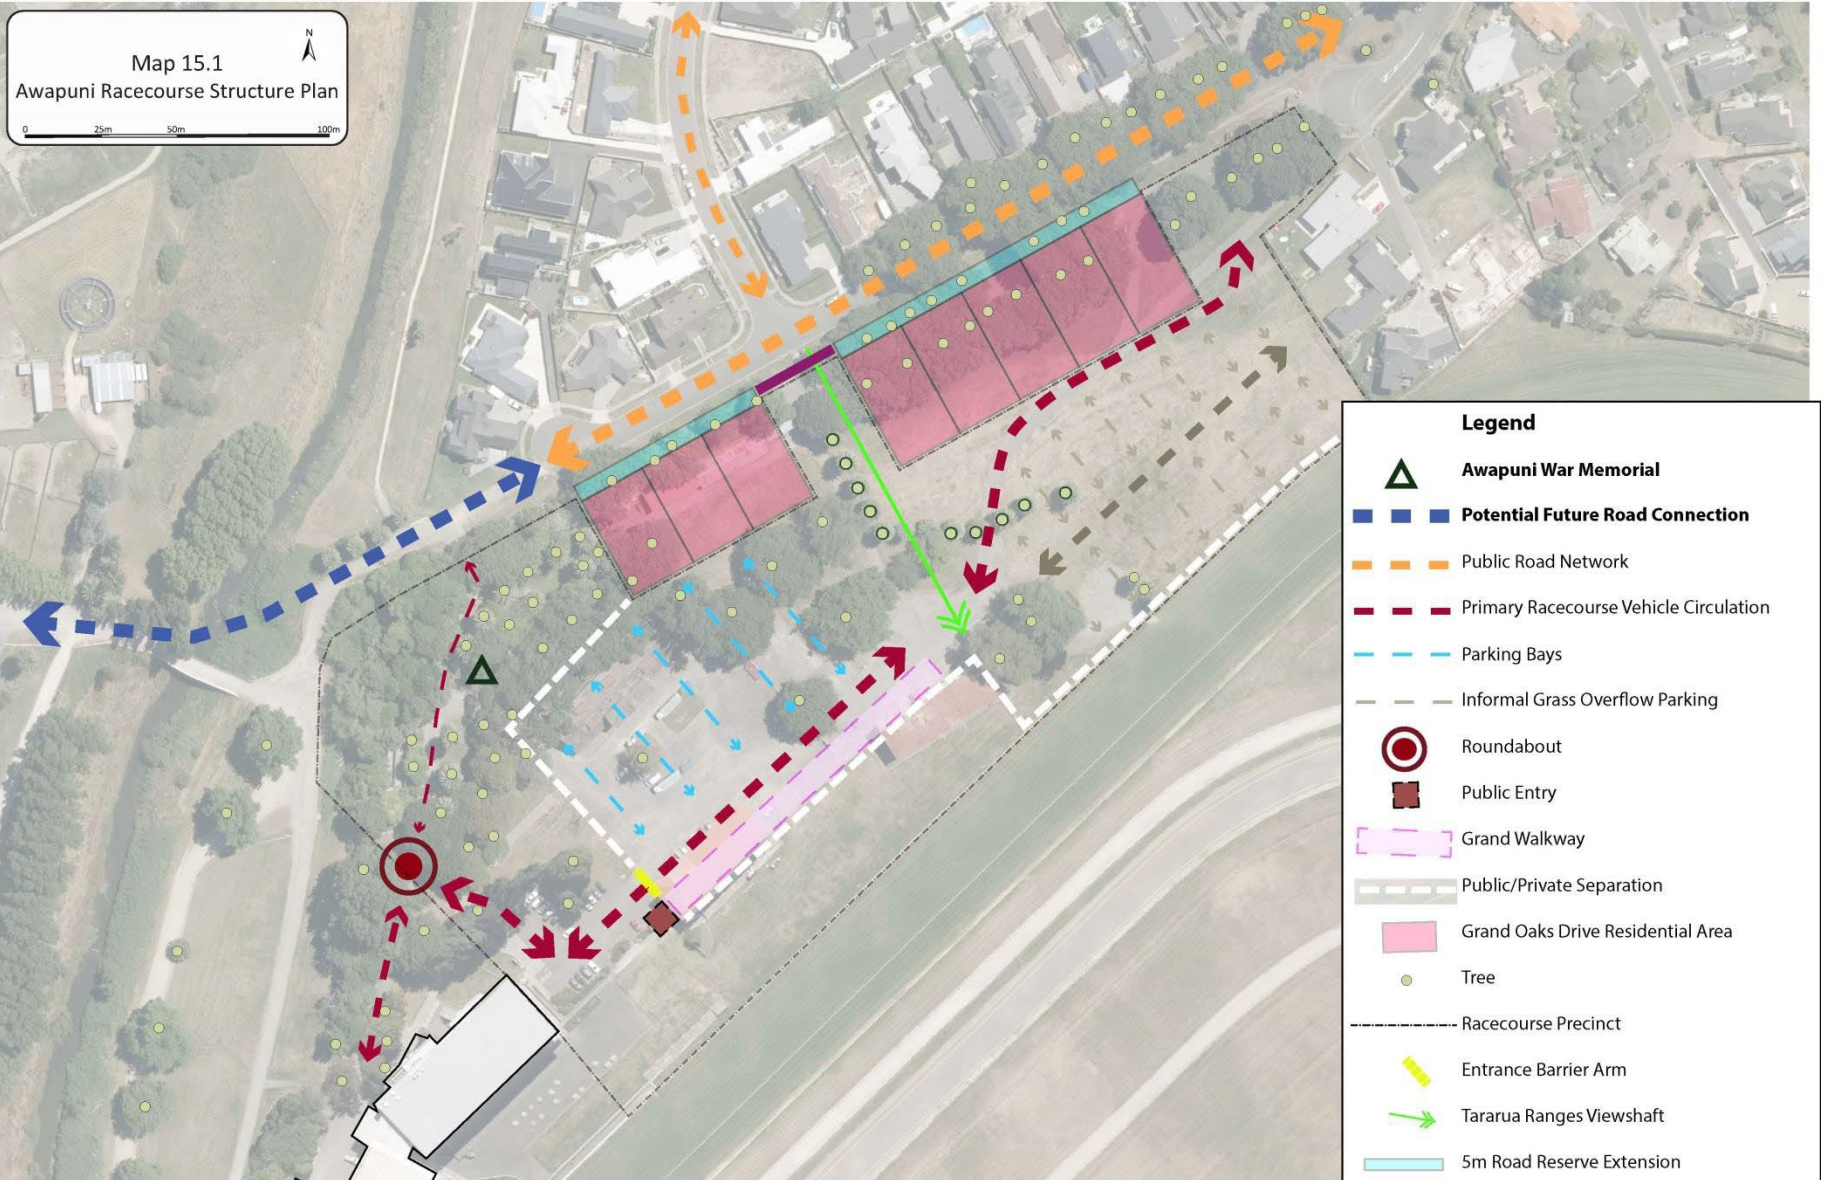 N
Map 15.1
Awapuni Racecourse Structure Plan
0 25m 50m 100m
Legend
Awapuni War Memorial
Potential Future Road Connection
Public Road Network
Primary Racecourse Vehicle Circulation
Parking Bays
Informal Grass Overflow Parking
Roundabout
Public Entry
Grand Walkway
Public/Private Separation
Grand Oaks Drive Residential Area
Tree
Racecourse Precinct
Entrance Barrier Arm
Tararua Ranges Viewshaft
5m Road Reserve Extension